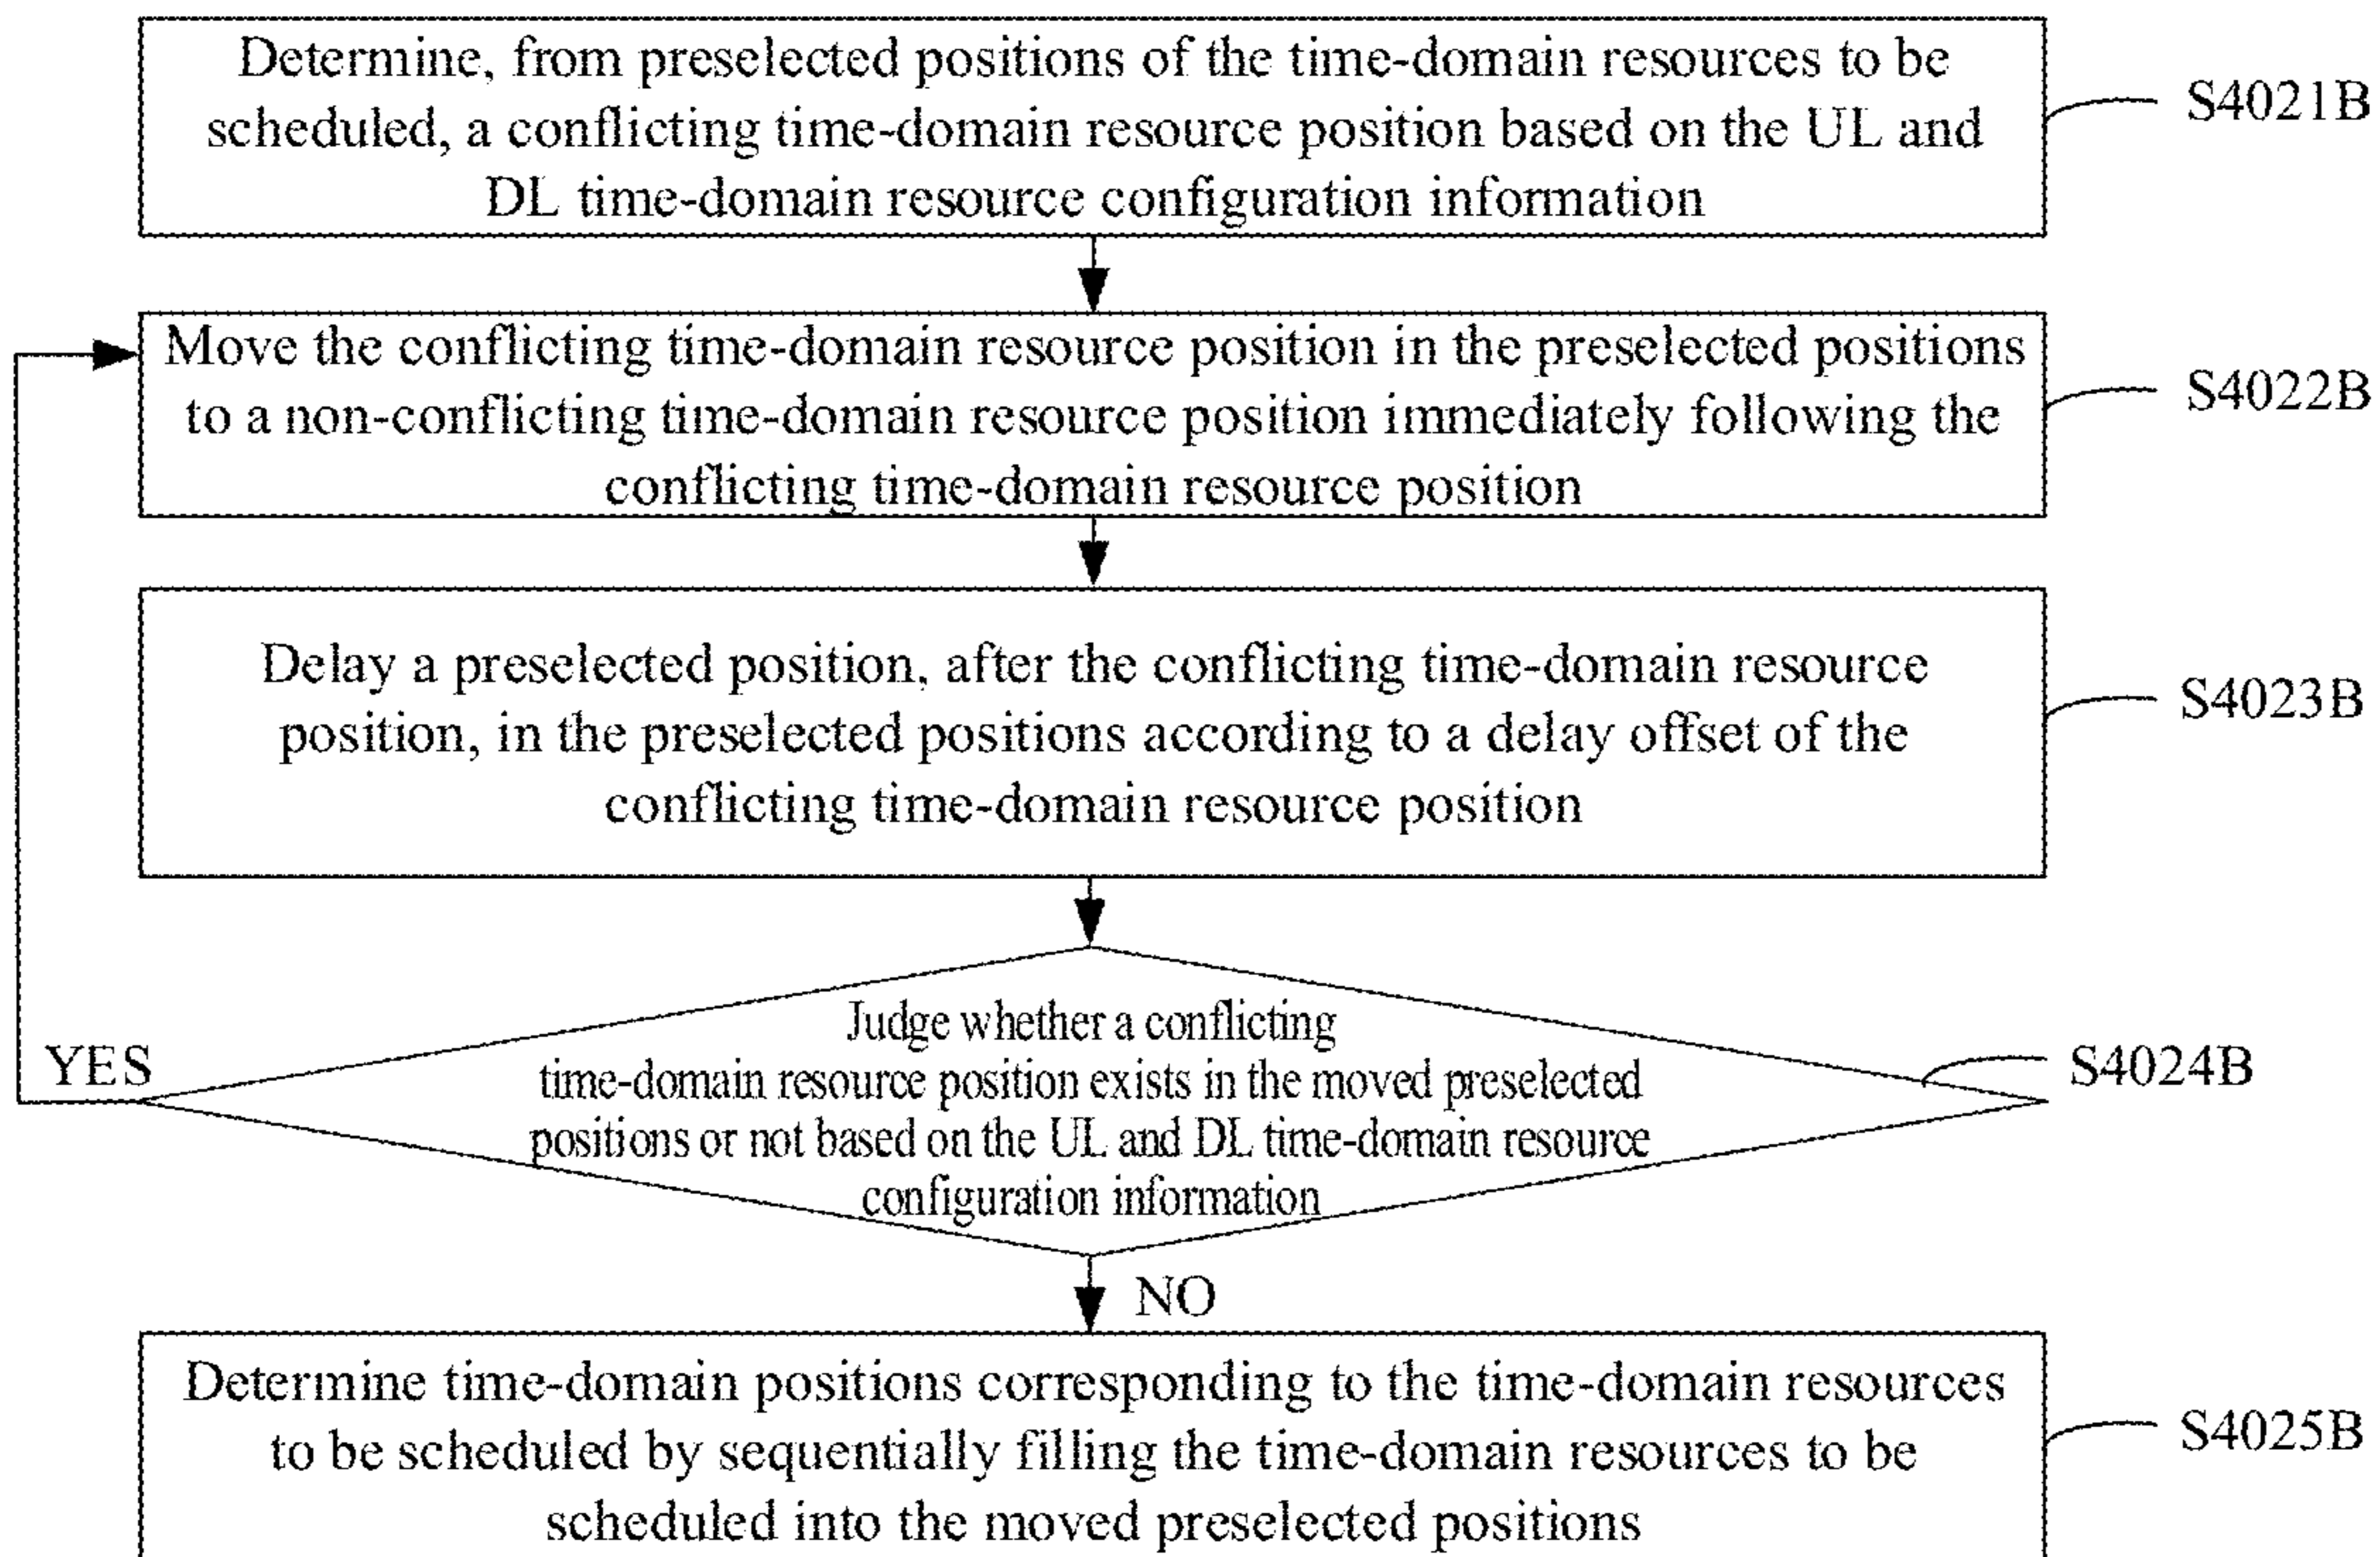 Determine, from preselected positions of the time-domain resources to be
scheduled, a conflicting time-domain resource position based on the UL and
DL time-domain resource configuration information
S4021B
Move the conflicting time-domain resource position in the preselected positions
to a non-conflicting time-domain resource position immediately following the
conflicting time-domain resource position
S4022B
Delay a preselected position, after the conflicting time-domain resource
position, in the preselected positions according to a delay offset of the
conflicting time-domain resource position
S4023B
Judge whether a conflicting
time-domain resource position exists in the moved preselected
positions or not based on the UL and DL time-domain resource
configuration information
S4024B
YES
NO
Determine time-domain positions corresponding to the time-domain resources
to be scheduled by sequentially filling the time-domain resources to be
scheduled into the moved preselected positions
S4025B